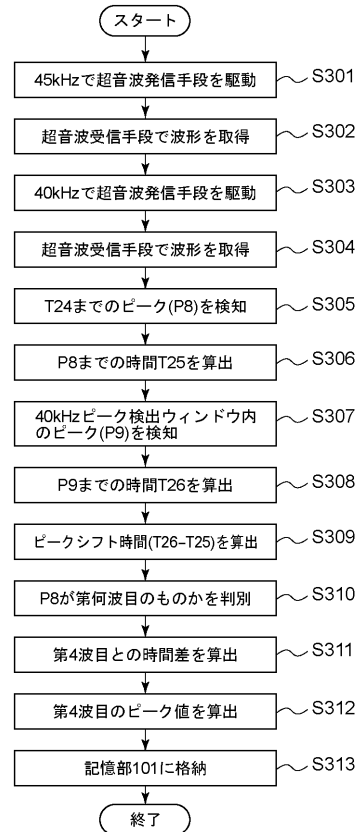 スタート
45kHzで超音波発信手段を駆動
S301
超音波受信手段で波形を取得
S302
40kHzで超音波発信手段を駆動
S303
超音波受信手段で波形を取得
S304
T24までのピーク(P8)を検知
S305
P8までの時間T25を算出
S306
40kHzピーク検出ウィンドウ内
のピーク(P9)を検知
S307
P9までの時間T26を算出
S308
ピークシフト時間(T26−T25)を算出
S309
P8が第何波目のものかを判別
S310
第4波目との時間差を算出
S311
第4波目のピーク値を算出
S312
記憶部101に格納
S313
終了